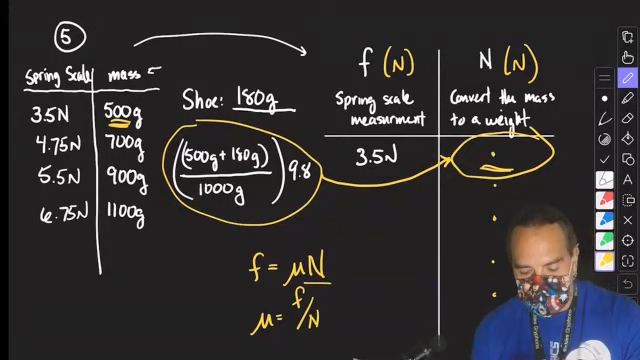 5
Spring Scale | mass
3.5N | 500g
4.75N | 700g
5.5N | 900g
6.75N | 1100g
Shoe: 180g
((500g + 180g) / 1000g) 9.8
f (N) | N (N)
Spring scale measurment | Convert the mass to a weight
3.5N
f = μN
μ = f/N